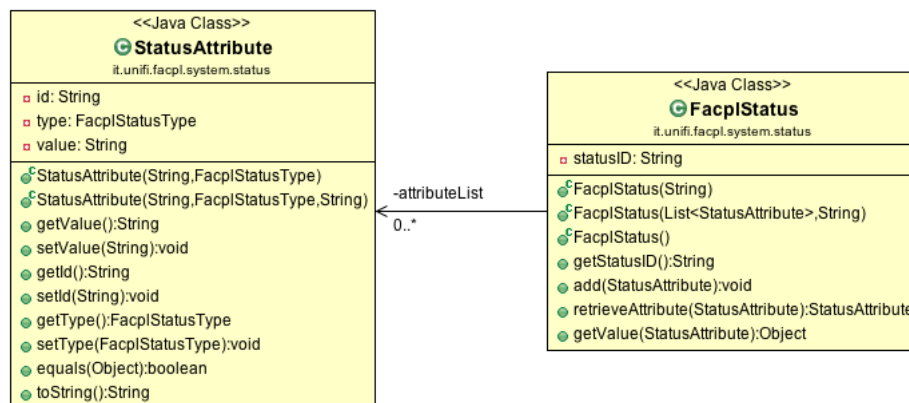 <<Java Class>>
StatusAttribute
it.unifi.facpl.system.status
id: String
type: FacplStatusType
value: String
StatusAttribute(String,FacplStatusType)
StatusAttribute(String,FacplStatusType,String)
getValue():String
setValue(String):void
getId():String
setId(String):void
getType():FacplStatusType
setType(FacplStatusType):void
equals(Object):boolean
toString():String
-attributeList
0..*
<<Java Class>>
FacplStatus
it.unifi.facpl.system.status
statusID: String
FacplStatus(String)
FacplStatus(List<StatusAttribute>,String)
FacplStatus()
getStatusID():String
add(StatusAttribute):void
retrieveAttribute(StatusAttribute):StatusAttribute
getValue(StatusAttribute):Object